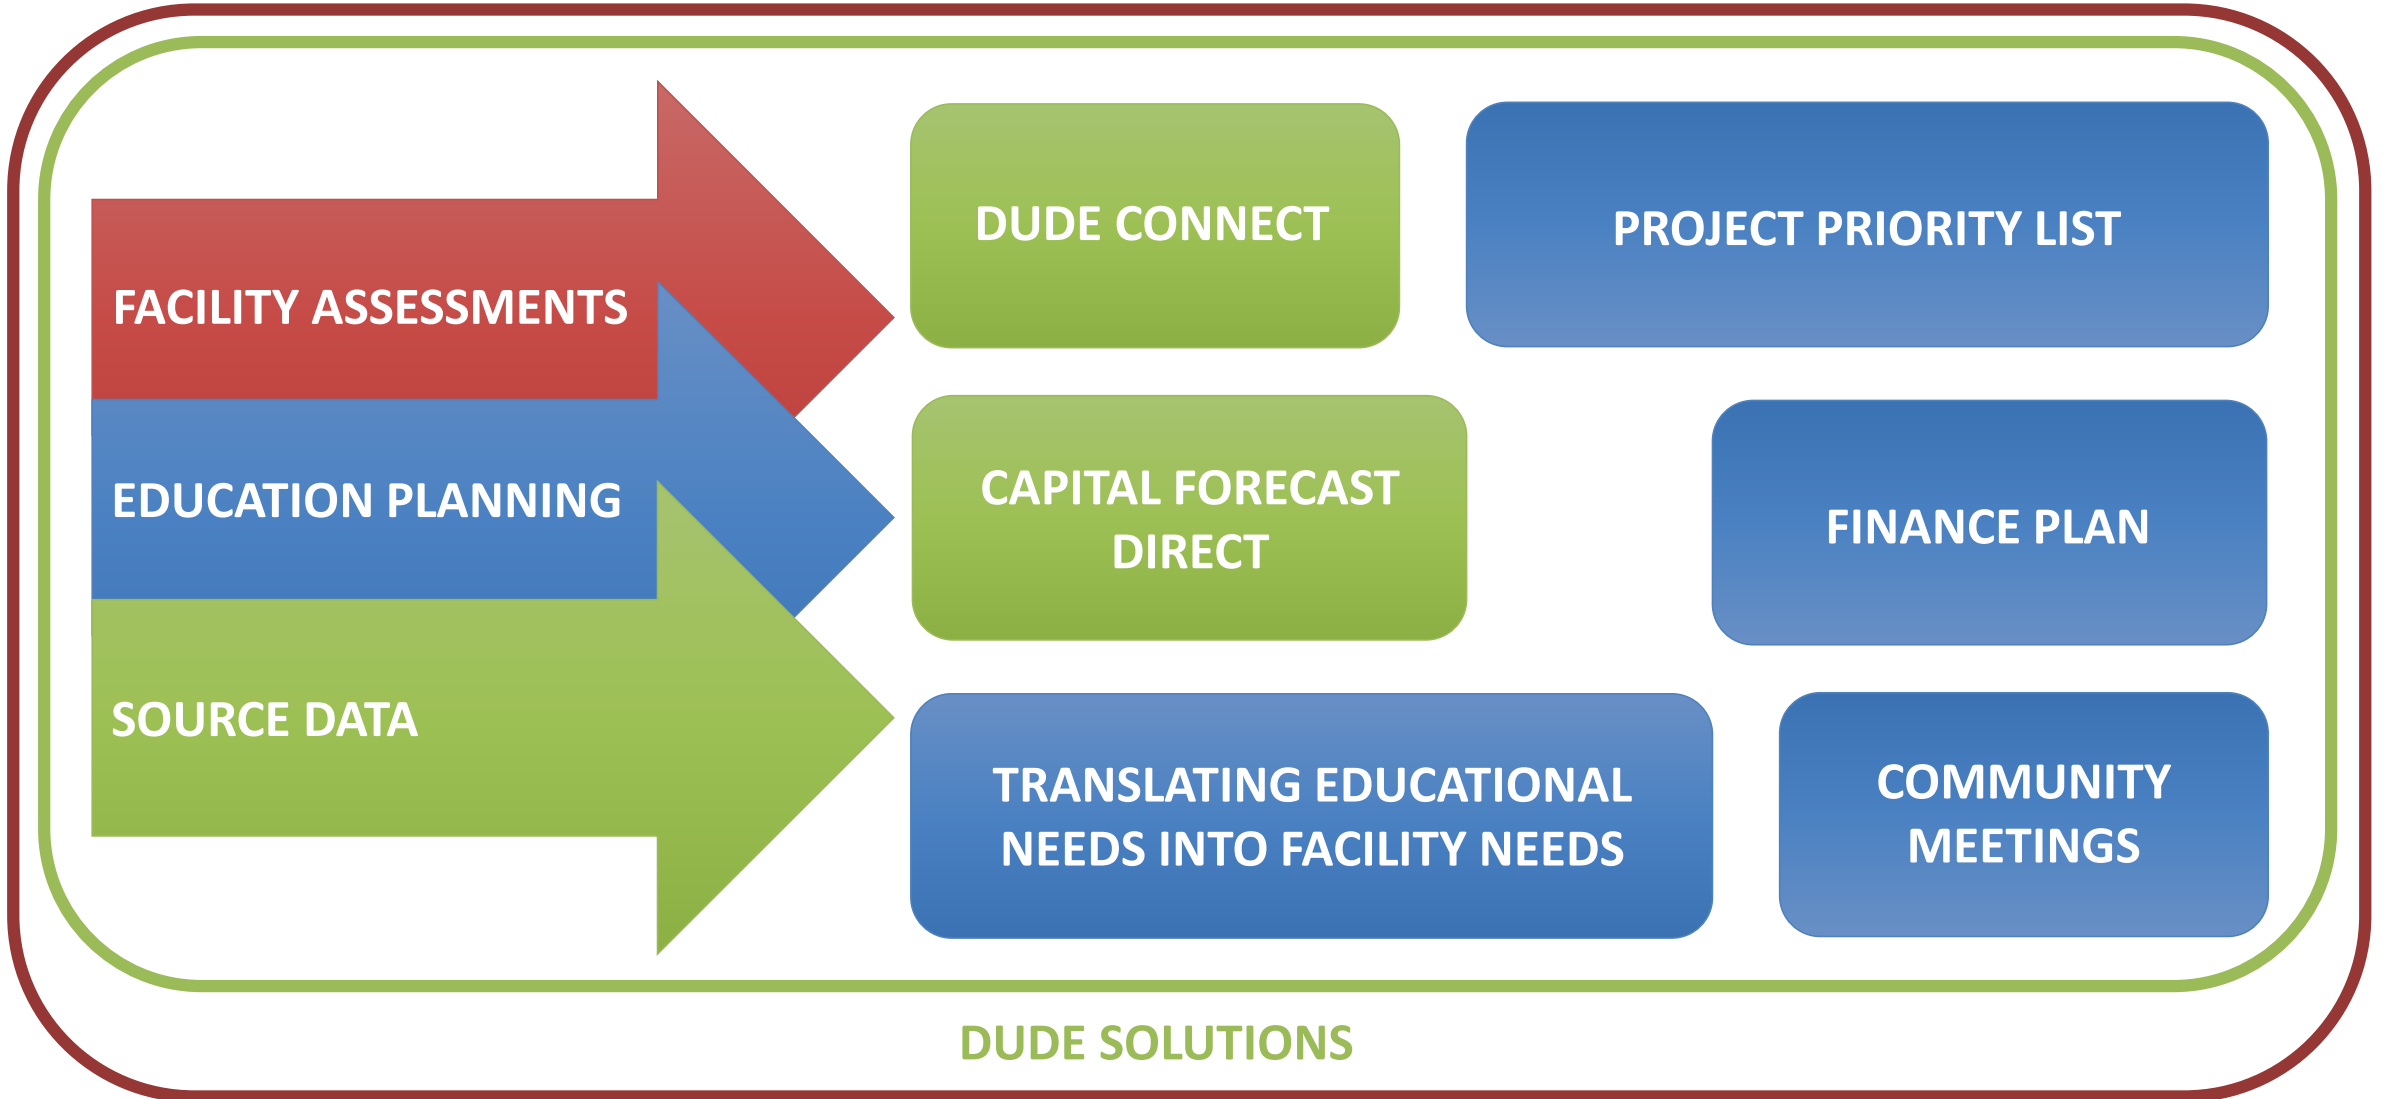 FACILITY ASSESSMENTS
EDUCATION PLANNING
SOURCE DATA
DUDE CONNECT
PROJECT PRIORITY LIST
CAPITAL FORECAST
DIRECT
FINANCE PLAN
TRANSLATING EDUCATIONAL
NEEDS INTO FACILITY NEEDS
COMMUNITY
MEETINGS
DUDE SOLUTIONS